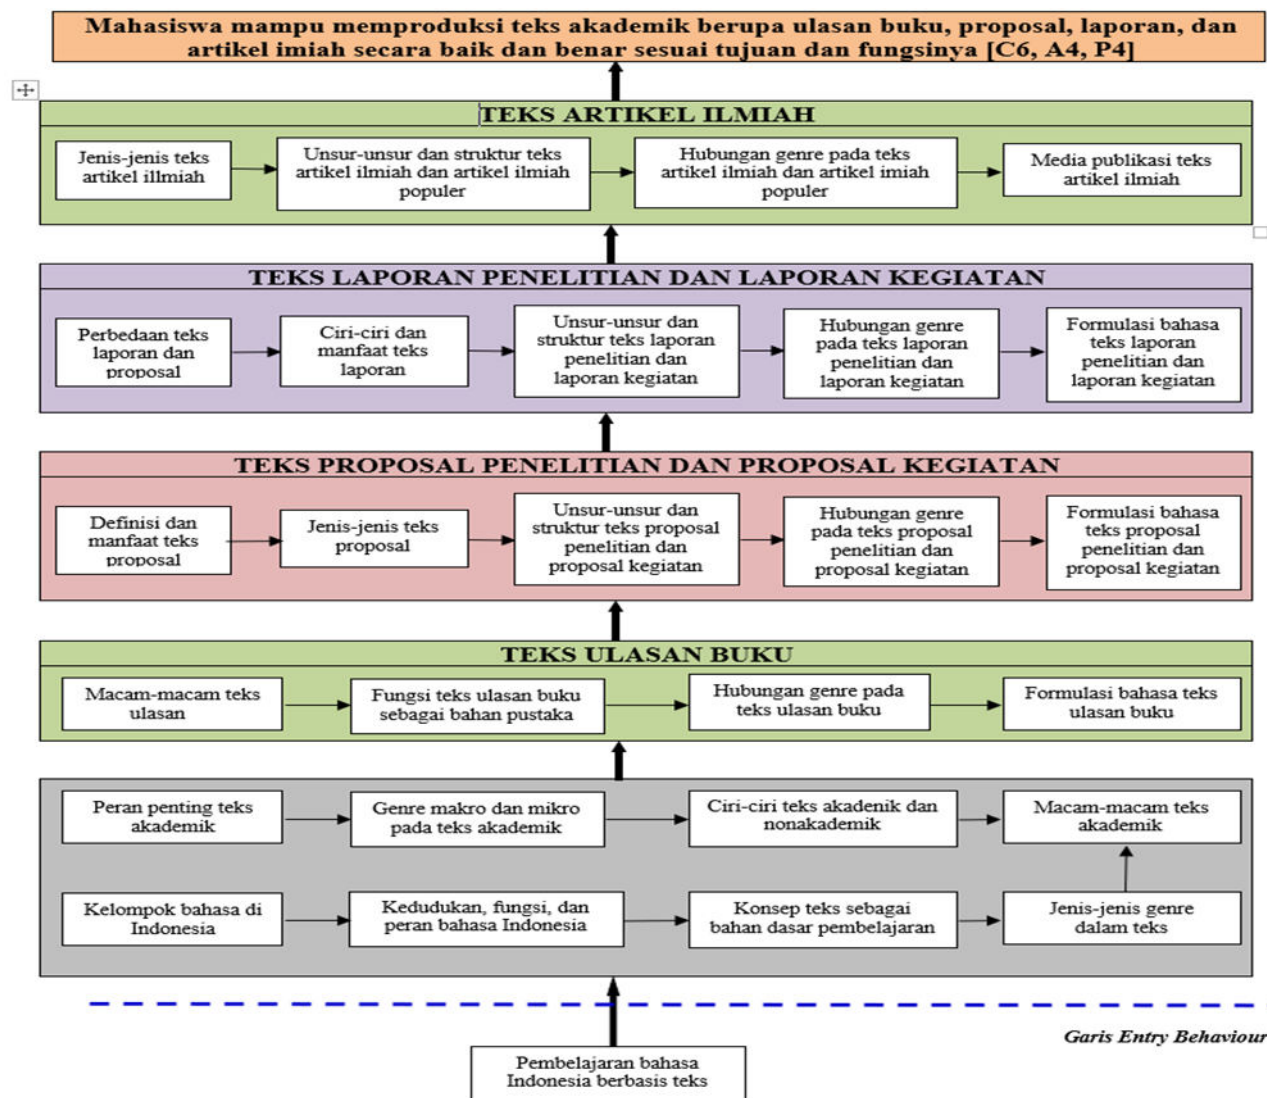 Mahasiswa mampu memproduksi teks akademik berupa ulasan buku, proposal, laporan, dan
artikel imiah secara baik dan benar sesuai tujuan dan fungsinya [C6, A4, P4]
TEKS ARTIKEL ILMIAH
Jenis-jenis teks
artikel illmiah
Unsur-unsur dan struktur teks
artikel ilmiah dan artikel ilmiah
populer
Hubungan genre pada teks
artikel ilmiah dan artikel imiah
populer
Media publikasi teks
artikel ilmiah
TEKS LAPORAN PENELITIAN DAN LAPORAN KEGIATAN
Perbedaan teks
laporan dan
proposal
Ciri-ciri dan
manfaat teks
laporan
Unsur-unsur dan
struktur teks laporan
penelitian dan
laporan kegiatan
Hubungan genre
pada teks laporan
penelitian dan
laporan kegiatan
Formulasi bahasa
teks laporan
penelitian dan
laporan kegiatan
TEKS PROPOSAL PENELITIAN DAN PROPOSAL KEGIATAN
Definisi dan
manfaat teks
proposal
Jenis-jenis teks
proposal
Unsur-unsur dan
struktur teks proposal
penelitian dan
proposal kegiatan
Hubungan genre
pada teks proposal
penelitian dan
proposal kegiatan
Formulasi bahasa
teks proposal
penelitian dan
proposal kegiatan
TEKS ULASAN BUKU
Macam-macam teks
ulasan
Fungsi teks ulasan buku
sebagai bahan pustaka
Hubungan genre pada
teks ulasan buku
Formulasi bahasa teks
ulasan buku
Peran penting teks
akademik
Genre makro dan mikro
pada teks akademik
Ciri-ciri teks akadenik dan
nonakademik
Macam-macam teks
akademik
Kelompok bahasa di
Indonesia
Kedudukan, fungsi, dan
peran bahasa Indonesia
Konsep teks sebagai
bahan dasar pembelajaran
Jenis-jenis genre
dalam teks
Garis Entry Behaviour
Pembelajaran bahasa
Indonesia berbasis teks